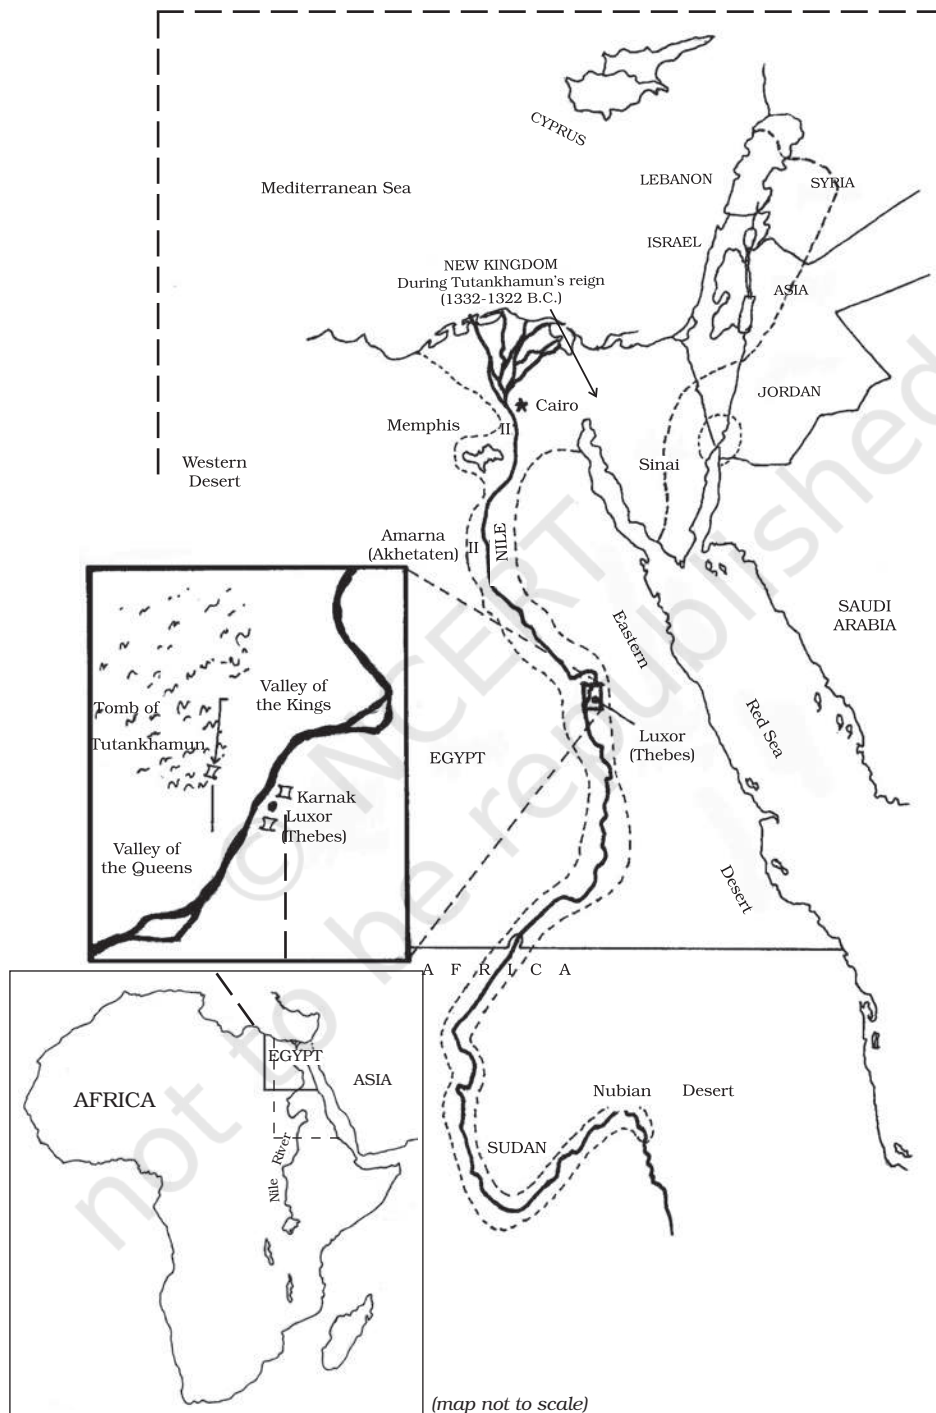 CYPRUS
Mediterranean Sea
LEBANON
SYRIA
ISRAEL
NEW KINGDOM
During Tutankhamun's reign
(1332-1322 B.C.)
ASIA
JORDAN
Cairo
Memphis
II
Sinai
Western
Desert
Amarna
(Akhetaten)
II
NILE
SAUDI
ARABIA
Eastern
Red Sea
Luxor
(Thebes)
EGYPT
Desert
Valley of
the Kings
Tomb of
Tutankhamun
Karnak
Luxor
(Thebes)
Valley of
the Queens
A F R I C A
Nubian Desert
SUDAN
EGYPT
ASIA
AFRICA
Nile River
(map not to scale)
© NCERT
not to be republished